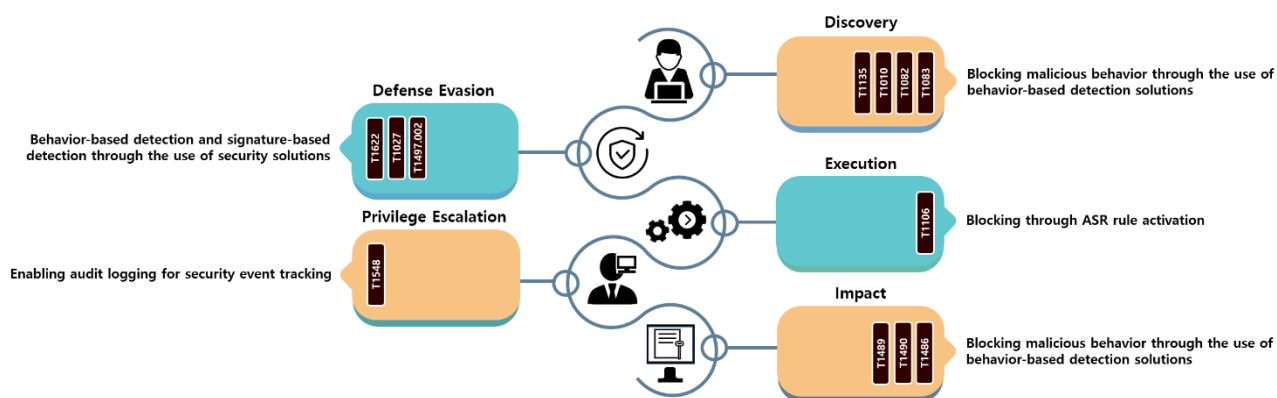 Discovery
T1135
T1010
T1082
T1083
Blocking malicious behavior through the use of
behavior-based detection solutions
Defense Evasion
Behavior-based detection and signature-based
detection through the use of security solutions
T1622
T1027
T1497.002
Execution
T1106
Blocking through ASR rule activation
Privilege Escalation
Enabling audit logging for security event tracking
T1548
Impact
T1489
T1490
T1486
Blocking malicious behavior through the use of
behavior-based detection solutions